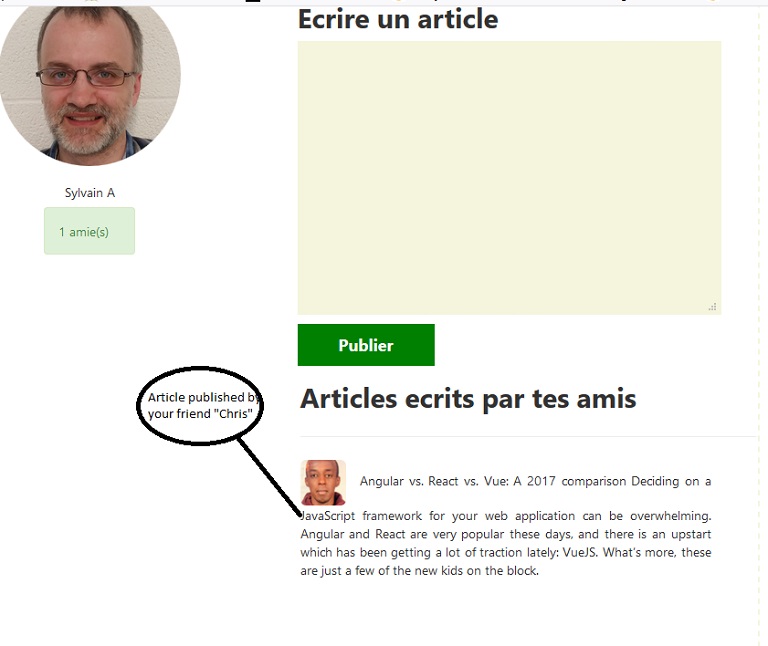 Ecrire un article
Sylvain A
1 amie(s)
Publier
Article published by
your friend "Chris"
Articles ecrits par tes amis
Angular vs. React vs. Vue: A 2017 comparison Deciding on a
JavaScript framework for your web application can be overwhelming.
Angular and React are very popular these days, and there is an upstart
which has been getting a lot of traction lately: VueJS. What's more, these
are just a few of the new kids on the block.